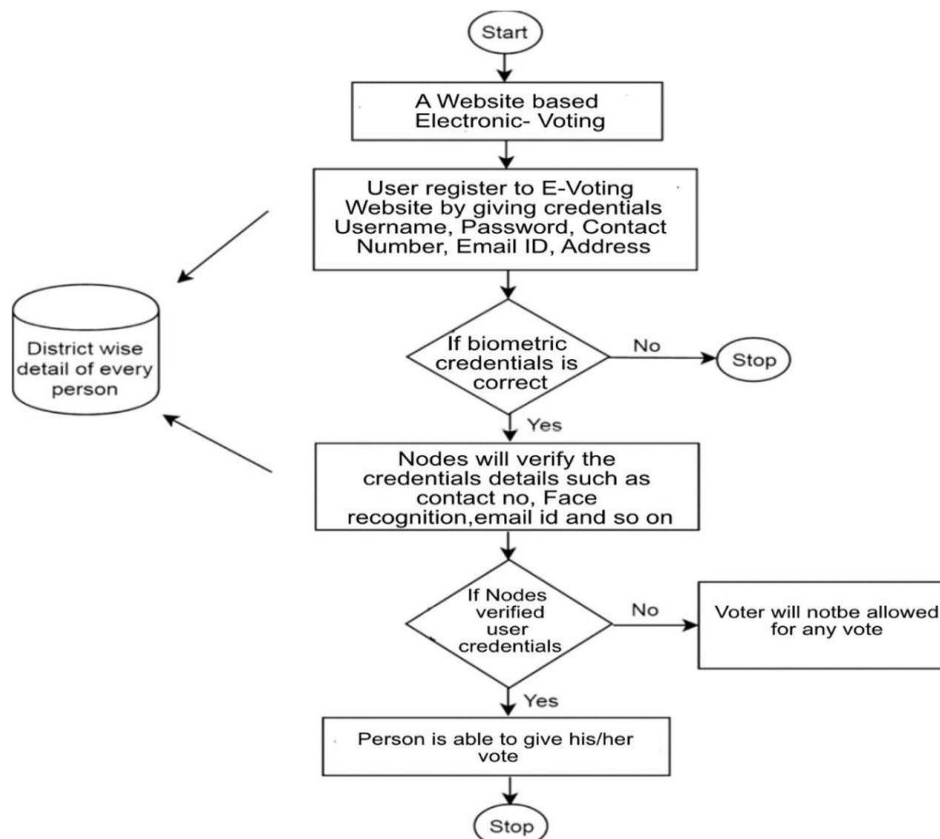 Start
A Website based
Electronic- Voting
User register to E-Voting
Website by giving credentials
Username, Password, Contact
Number, Email ID, Address
District wise
detail of every
person
If biometric
credentials is
correct
No
Stop
Yes
Nodes will verify the
credentials details such as
contact no, Face
recognition,email id and so on
If Nodes
verified
user
credentials
No
Voter will notbe allowed
for any vote
Yes
Person is able to give his/her
vote
Stop